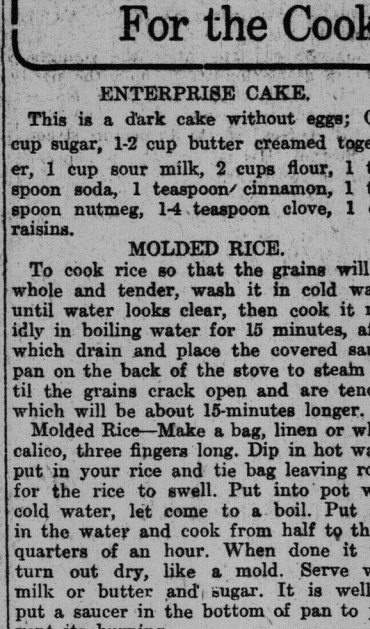 For the Cook
ENTERPRISE CAKE.
This is a dark cake without eggs;
cup sugar, 1-2 cup butter creamed toge
er, 1 cup sour milk, 2 cups flour, 1 t
spoon soda, 1 teaspoon cinnamon, 1 t
spoon nutmeg, 1-4 teaspoon clove, 1
raisins.
MOLDED RICE.
To cook rice so that the grains will
whole and tender, wash it in cold wa
until water looks clear, then cook it r
idly in boiling water for 15 minutes, af
which drain and place the covered sau
pan on the back of the stove to steam
til the grains crack open and are tend
which will be about 15-minutes longer.
Molded Rice—Make a bag, linen or wh
calico, three fingers long. Dip in hot wa
put in your rice and tie bag leaving ro
for the rice to swell. Put into pot w
cold water, let come to a boil. Put
in the water and cook from half to th
quarters of an hour. When done it
turn out dry, like a mold. Serve w
milk or butter and sugar. It is well
put a saucer in the bottom of pan to